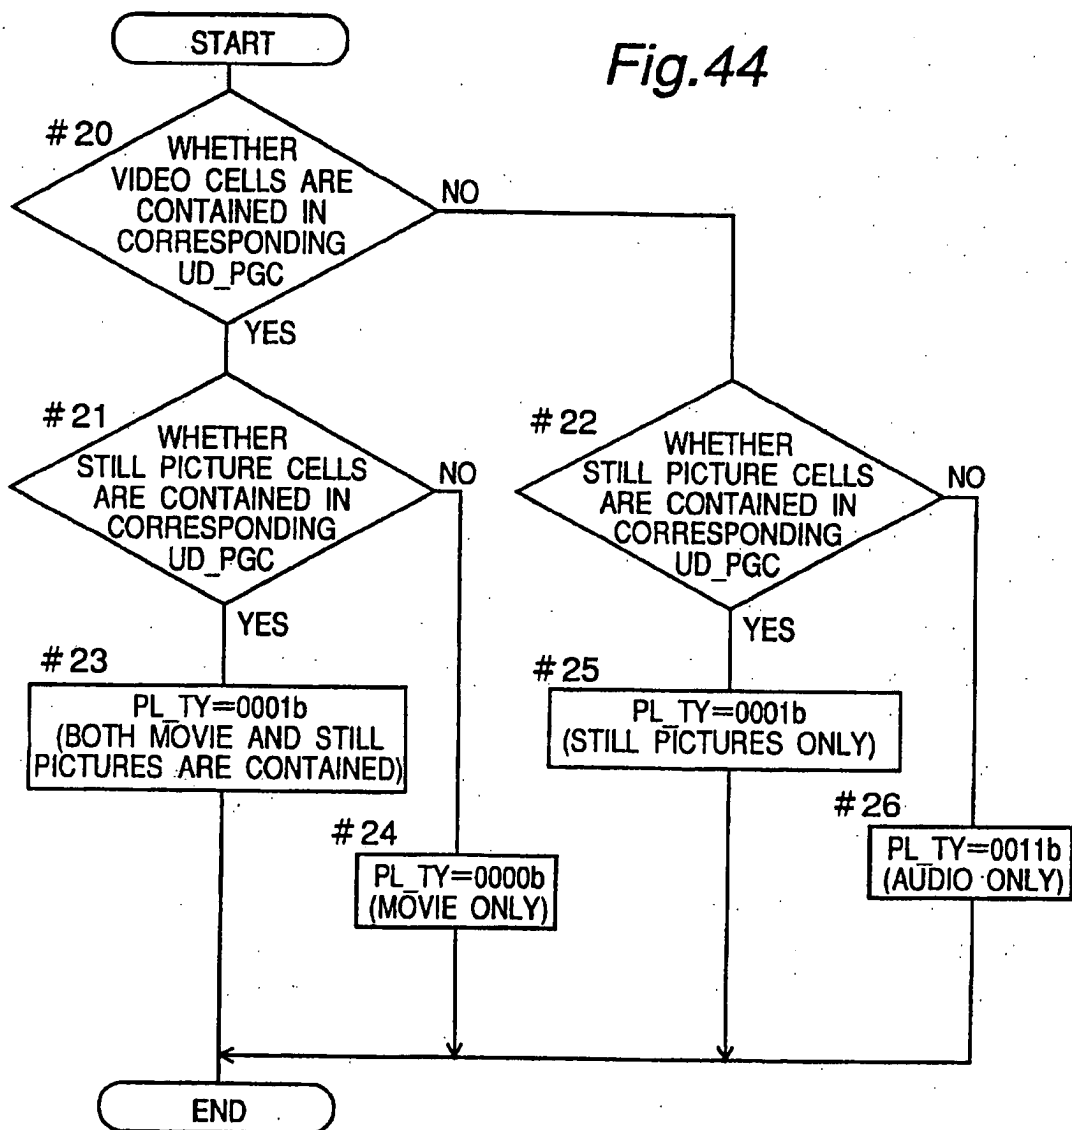 START
Fig.44
#20
WHETHER
VIDEO CELLS ARE
CONTAINED IN
CORRESPONDING
UD_PGC
NO
YES
#21
WHETHER
STILL PICTURE CELLS
ARE CONTAINED IN
CORRESPONDING
UD_PGC
NO
YES
#22
WHETHER
STILL PICTURE CELLS
ARE CONTAINED IN
CORRESPONDING
UD_PGC
NO
YES
#23
PL_TY=0001b
(BOTH MOVIE AND STILL
PICTURES ARE CONTAINED)
#24
PL_TY=0000b
(MOVIE ONLY)
#25
PL_TY=0001b
(STILL PICTURES ONLY)
#26
PL_TY=0011b
(AUDIO ONLY)
END